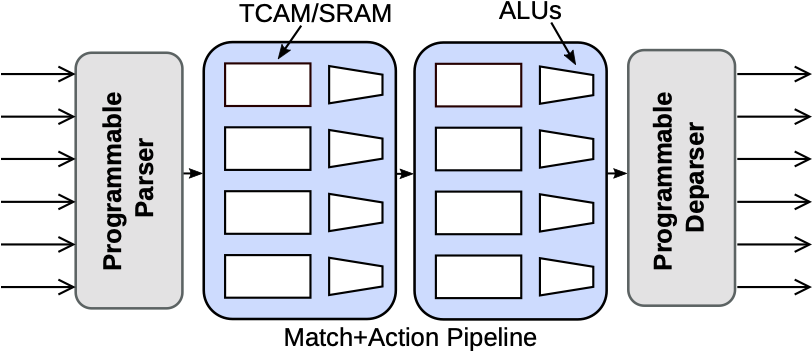 TCAM/SRAM
ALUs
Programmable
Parser
Programmable
Deparser
Match+Action Pipeline